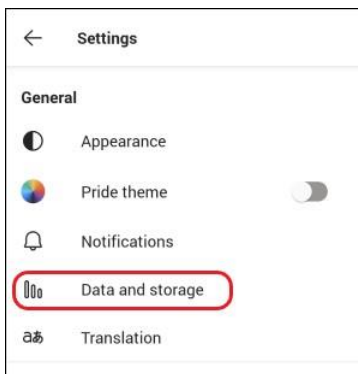 Settings
General
Appearance
Pride theme
Notifications
Data and storage
aあ Translation